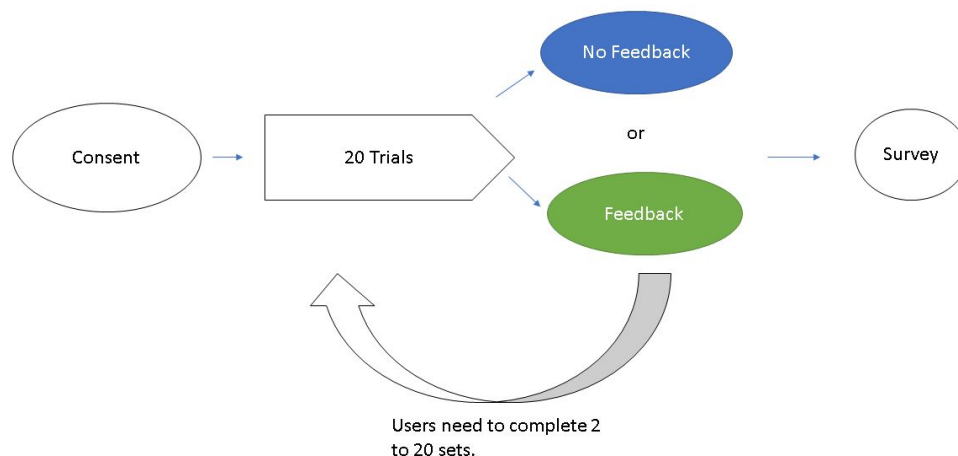 Consent
20 Trials
No Feedback
or
Feedback
Survey
Users need to complete 2
to 20 sets.